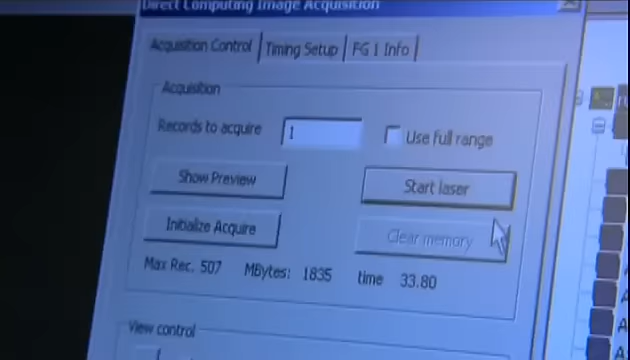 Direct Computing Image Acquisition
Acquisition Control Timing Setup FG 1 Info
Acquisition
Records to acquire 1 Use full range
Show Preview Start laser
Initialize Acquire Clear memory
Max Rec. 507 MBytes: 1835 time 33.80
View control